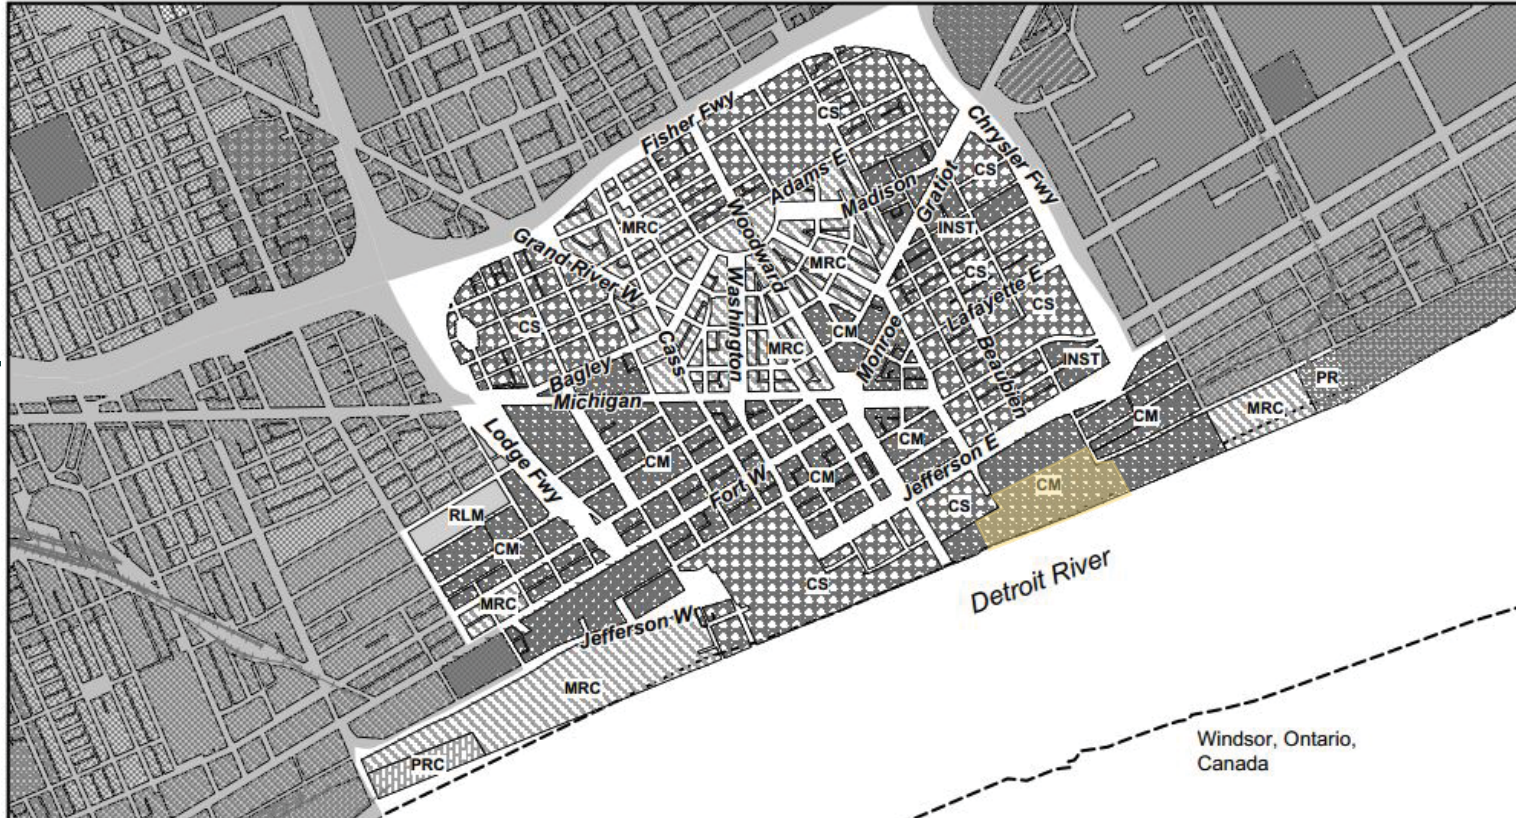 Fisher Fwy
CS
Chrysler Fwy
Adams E
Madison
Gratiot
CS
MRC
Woodward
INST
Grand River W
MRC
CS
Lafayette E
CS
Washington
CS
CM
Monroe
Cass
MRC
Beaubien
INST
Bagley
Michigan
PR
MRC
CM
Lodge Fwy
CM
CM
Jefferson E
Fort W
CM
CM
CS
RLM
CM
CS
MRC
Jefferson W
Detroit River
MRC
PRC
Windsor, Ontario,
Canada